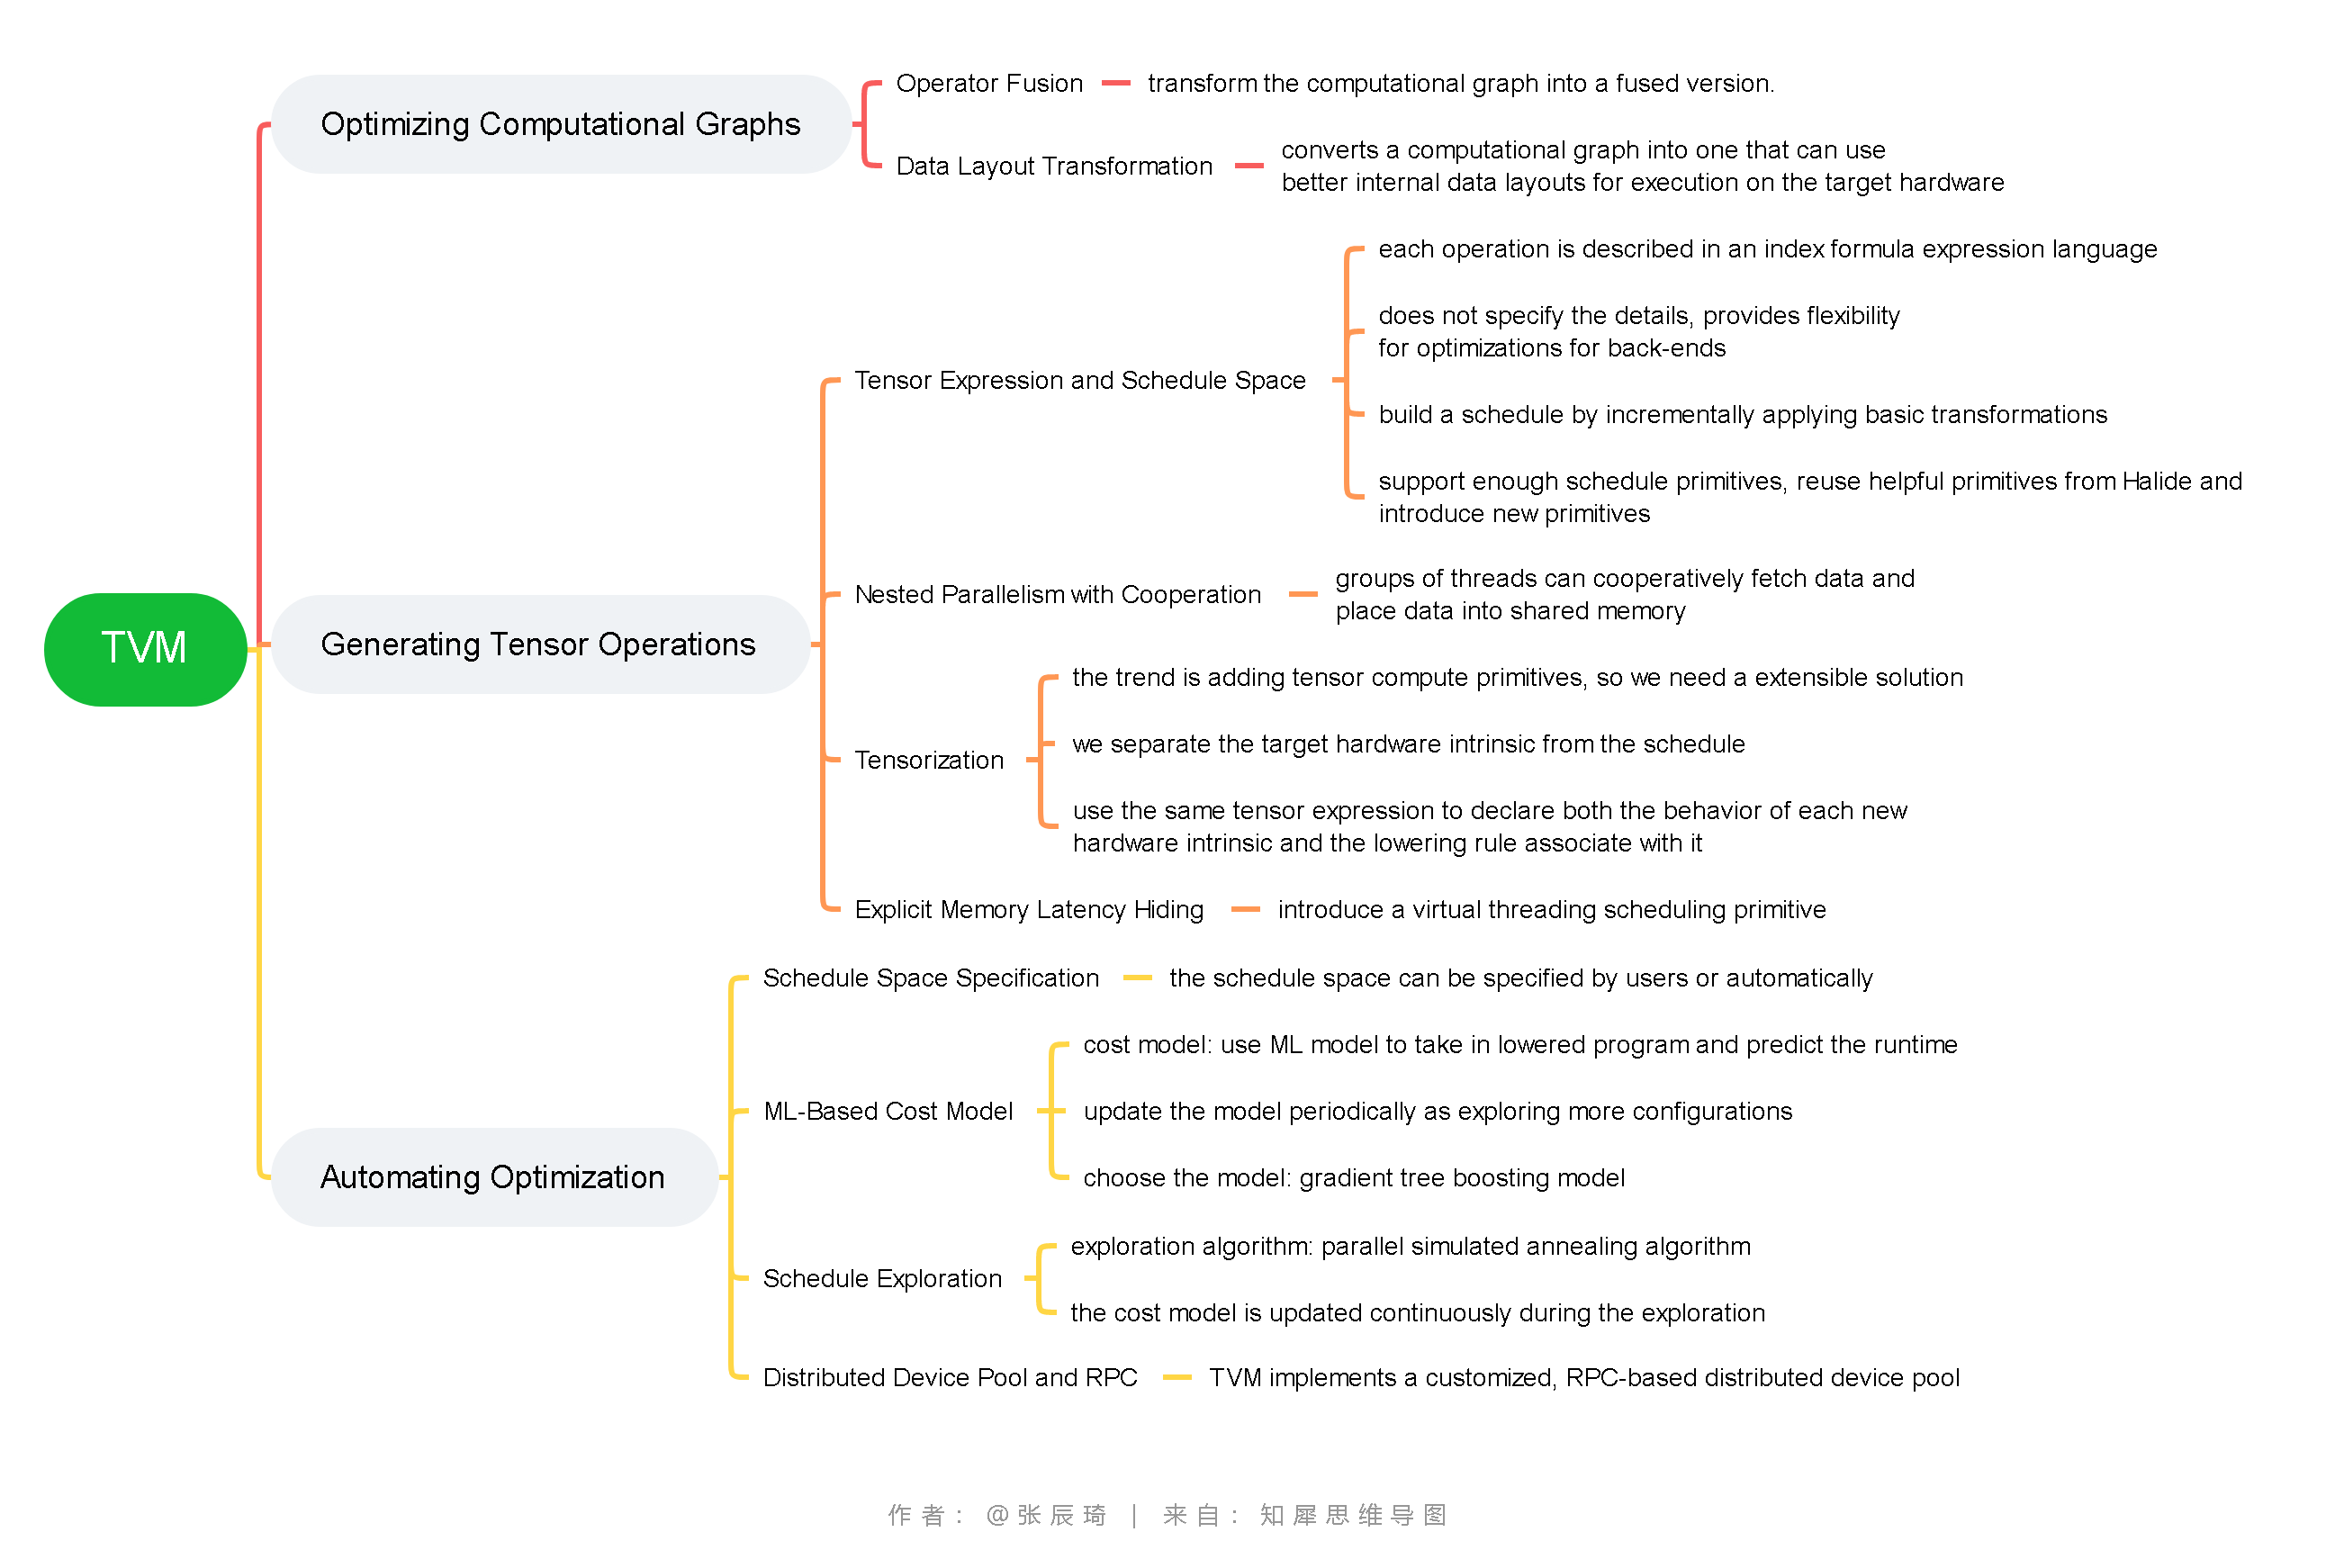 TVM
Optimizing Computational Graphs
Operator Fusion
transform the computational graph into a fused version.
Data Layout Transformation
converts a computational graph into one that can use
better internal data layouts for execution on the target hardware
Generating Tensor Operations
Tensor Expression and Schedule Space
each operation is described in an index formula expression language
does not specify the details, provides flexibility
for optimizations for back-ends
build a schedule by incrementally applying basic transformations
support enough schedule primitives, reuse helpful primitives from Halide and
introduce new primitives
Nested Parallelism with Cooperation
groups of threads can cooperatively fetch data and
place data into shared memory
Tensorization
the trend is adding tensor compute primitives, so we need a extensible solution
we separate the target hardware intrinsic from the schedule
use the same tensor expression to declare both the behavior of each new
hardware intrinsic and the lowering rule associate with it
Explicit Memory Latency Hiding
introduce a virtual threading scheduling primitive
Automating Optimization
Schedule Space Specification
the schedule space can be specified by users or automatically
ML-Based Cost Model
cost model: use ML model to take in lowered program and predict the runtime
update the model periodically as exploring more configurations
choose the model: gradient tree boosting model
Schedule Exploration
exploration algorithm: parallel simulated annealing algorithm
the cost model is updated continuously during the exploration
Distributed Device Pool and RPC
TVM implements a customized, RPC-based distributed device pool
作者: @张辰琦 | 来自: 知犀思维导图